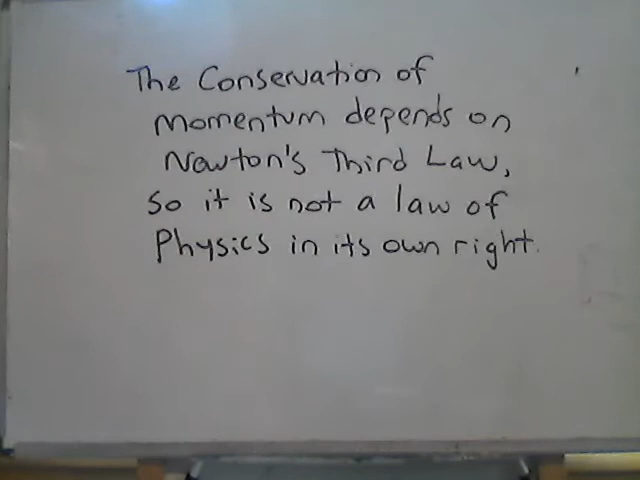 The Conservation of
Momentum depends on
Newton's Third Law,
so it is not a law of
Physics in its own right.